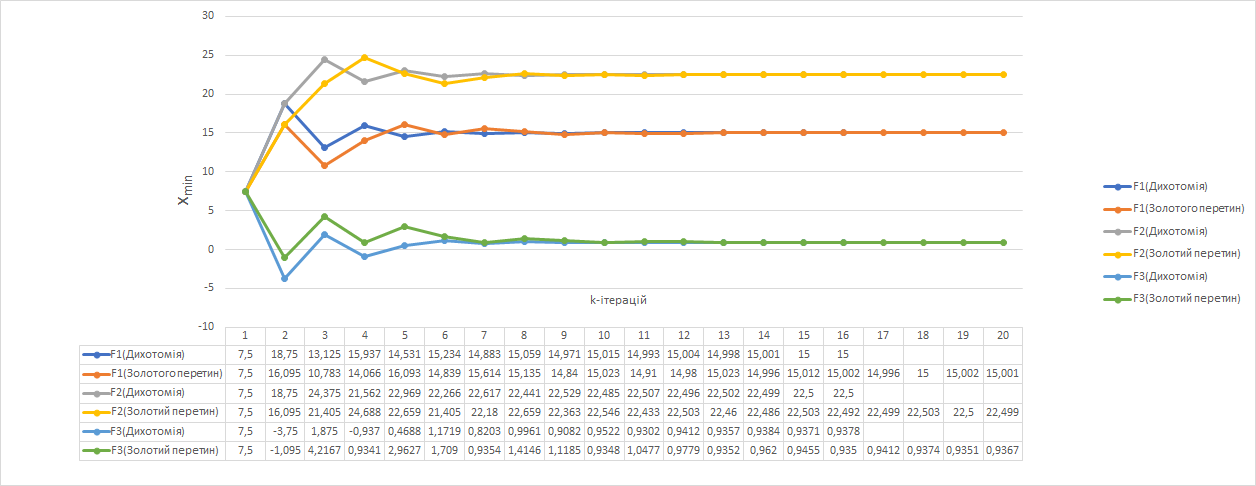 30
25
20
15
10
5
0
-5
-10
Xmin
k-ітерацій
F1(Дихотомія)
F1(Золотого перетин)
F2(Дихотомія)
F2(Золотий перетин)
F3(Дихотомія)
F3(Золотий перетин)
1 2 3 4 5 6 7 8 9 10 11 12 13 14 15 16 17 18 19 20
F1(Дихотомія) 7,5 18,75 13,125 15,937 14,531 15,234 14,883 15,059 14,971 15,015 14,993 15,004 14,998 15,001 15 15
F1(Золотого перетин) 7,5 16,095 10,783 14,066 16,093 14,839 15,614 15,135 14,84 15,023 14,91 14,98 15,023 14,996 15,012 15,002 14,996 15 15,002 15,001
F2(Дихотомія) 7,5 18,75 24,375 21,562 22,969 22,266 22,617 22,441 22,529 22,485 22,507 22,496 22,502 22,499 22,5 22,5
F2(Золотий перетин) 7,5 16,095 21,405 24,688 22,659 21,405 22,18 22,659 22,363 22,546 22,433 22,503 22,46 22,486 22,503 22,492 22,499 22,503 22,5 22,499
F3(Дихотомія) 7,5 -3,75 1,875 -0,937 0,4688 1,1719 0,8203 0,9961 0,9082 0,9522 0,9302 0,9412 0,9357 0,9384 0,9371 0,9378
F3(Золотий перетин) 7,5 -1,095 4,2167 0,9341 2,9627 1,709 0,9354 1,4146 1,1185 0,9348 1,0477 0,9779 0,9352 0,962 0,9455 0,935 0,9412 0,9374 0,9351 0,9367